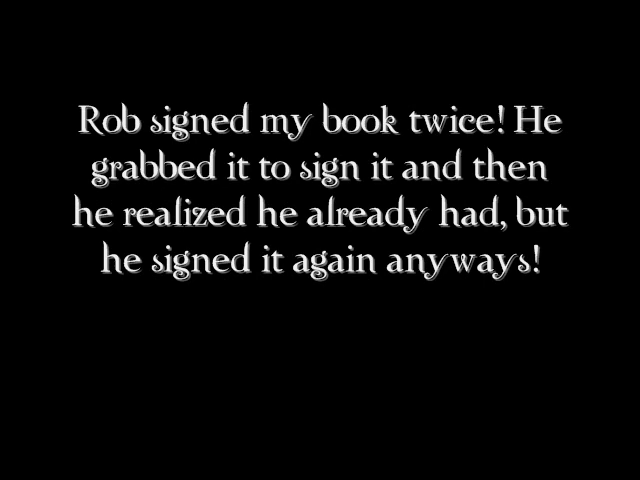 Rob signed my book twice! He
grabbed it to sign it and then
he realized he already had, but
he signed it again anyways!